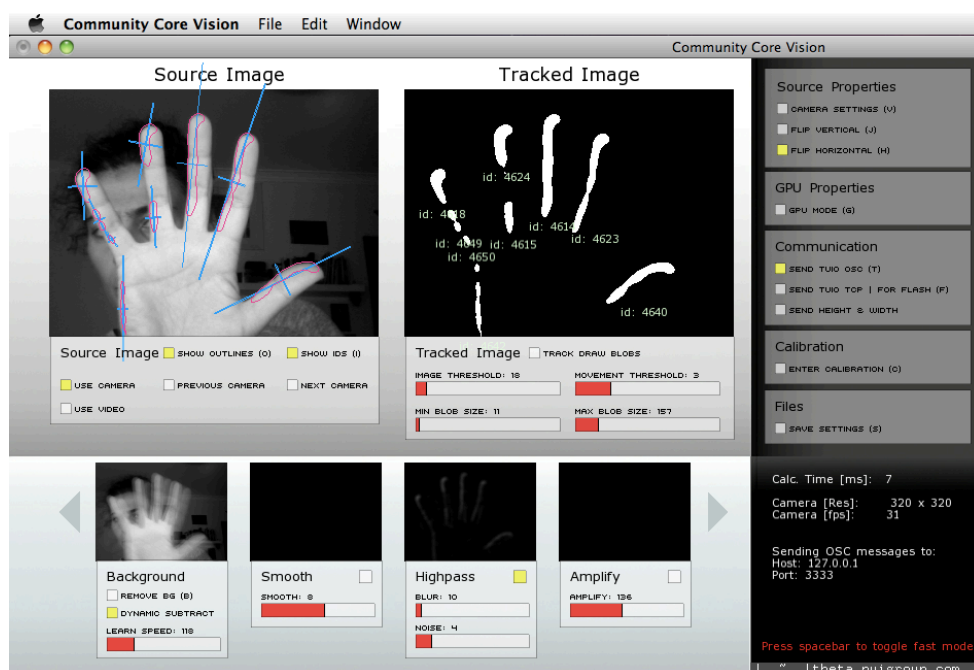 Community Core Vision File Edit Window
Community Core Vision
Source Image
Tracked Image
id: 4624
id: 4618
id: 4614
id: 4649
id: 4615
id: 4623
id: 4650
id: 4640
Source Image SHOW OUTLINES (O) SHOW IDS (I)
USE CAMERA PREVIOUS CAMERA NEXT CAMERA
USE VIDEO
Tracked Image TRACK DRAW BLOBS
IMAGE THRESHOLD: 18 MOVEMENT THRESHOLD: 3
MIN BLOB SIZE: 11 MAX BLOB SIZE: 157
Source Properties
CAMERA SETTINGS (V)
FLIP VERTICAL (J)
FLIP HORIZONTAL (H)
GPU Properties
GPU MODE (G)
Communication
SEND TUIO OSC (T)
SEND TUIO TCP | FOR FLASH (F)
SEND HEIGHT & WIDTH
Calibration
ENTER CALIBRATION (C)
Files
SAVE SETTINGS (S)
Background
REMOVE BG (B)
DYNAMIC SUBTRACT
LEARN SPEED: 118
Smooth
SMOOTH: 8
Highpass
BLUR: 10
NOISE: 4
Amplify
AMPLIFY: 136
Calc. Time [ms]: 7
Camera [Res]: 320 x 320
Camera [fps]: 31
Sending OSC messages to:
Host: 127.0.0.1
Port: 3333
Press spacebar to toggle fast mode